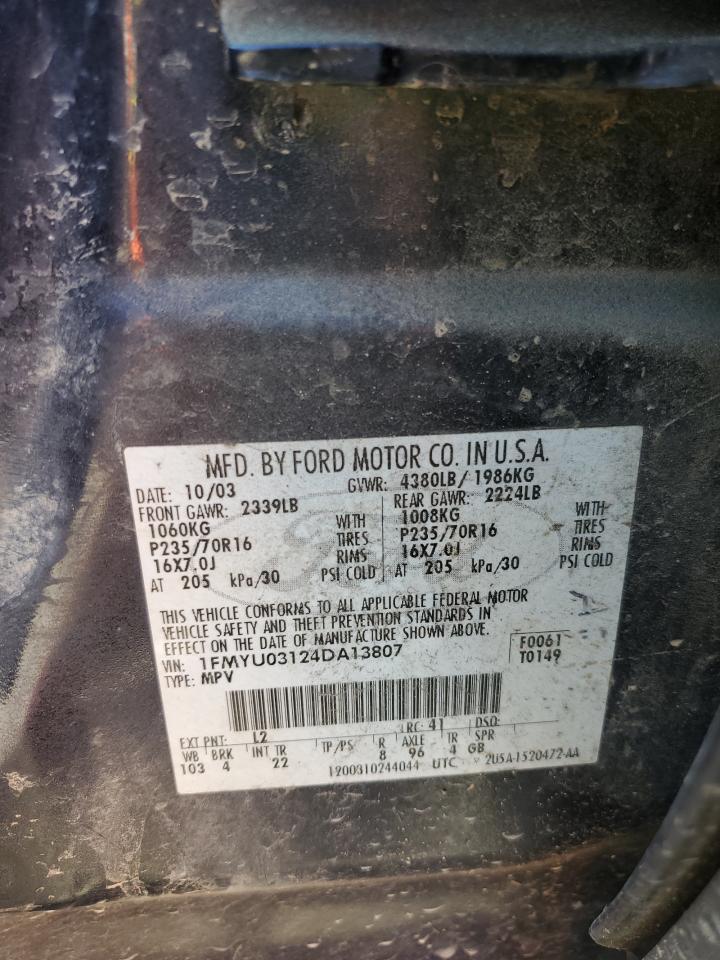 MFD. BY FORD MOTOR CO. IN U.S.A.
DATE: 10/03 GVWR: 4380LB/ 1986KG
FRONT GAWR: 2339LB REAR GAWR: 2224LB
1060KG WITH 1008KG WITH
P235/70R16 TIRES P235/70R16 TIRES
16X7.0J RIMS 16X7.0J RIMS
AT 205 kPa/30 PSI COLD AT 205 kPa/30 PSI COLD
THIS VEHICLE CONFORMS TO ALL APPLICABLE FEDERAL MOTOR
VEHICLE SAFETY AND THEFT PREVENTION STANDARDS IN
EFFECT ON THE DATE OF MANUFACTURE SHOWN ABOVE.
VIN: 1FMYU03124DA13807 F0061
TYPE: MPV T0149
EXT PNT: L2 RC: 41 DSO:
WB BRK INT TR TP/PS R AXLE TR SPR
103 4 22 8 96 4 GB
1200310244044 UTC 2U5A-1520472-AA